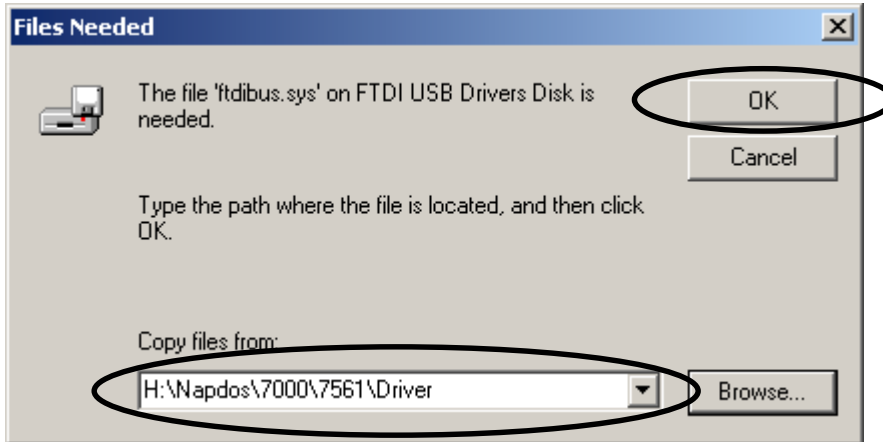 Files Needed
The file 'ftdibus.sys' on FTDI USB Drivers Disk is
needed.
OK
Cancel
Type the path where the file is located, and then click
OK.
Copy files from:
H:\Napdos\7000\7561\Driver
Browse...